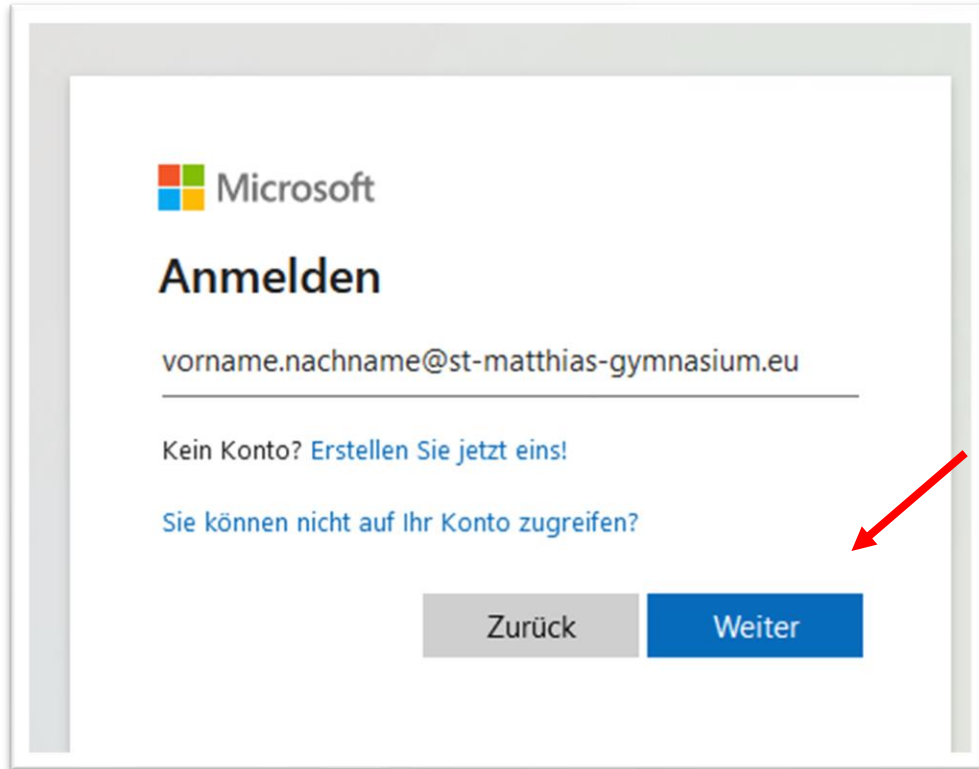 Microsoft
Anmelden
vorname.nachname@st-matthias-gymnasium.eu
Kein Konto? Erstellen Sie jetzt eins!
Sie können nicht auf Ihr Konto zugreifen?
Zurück Weiter